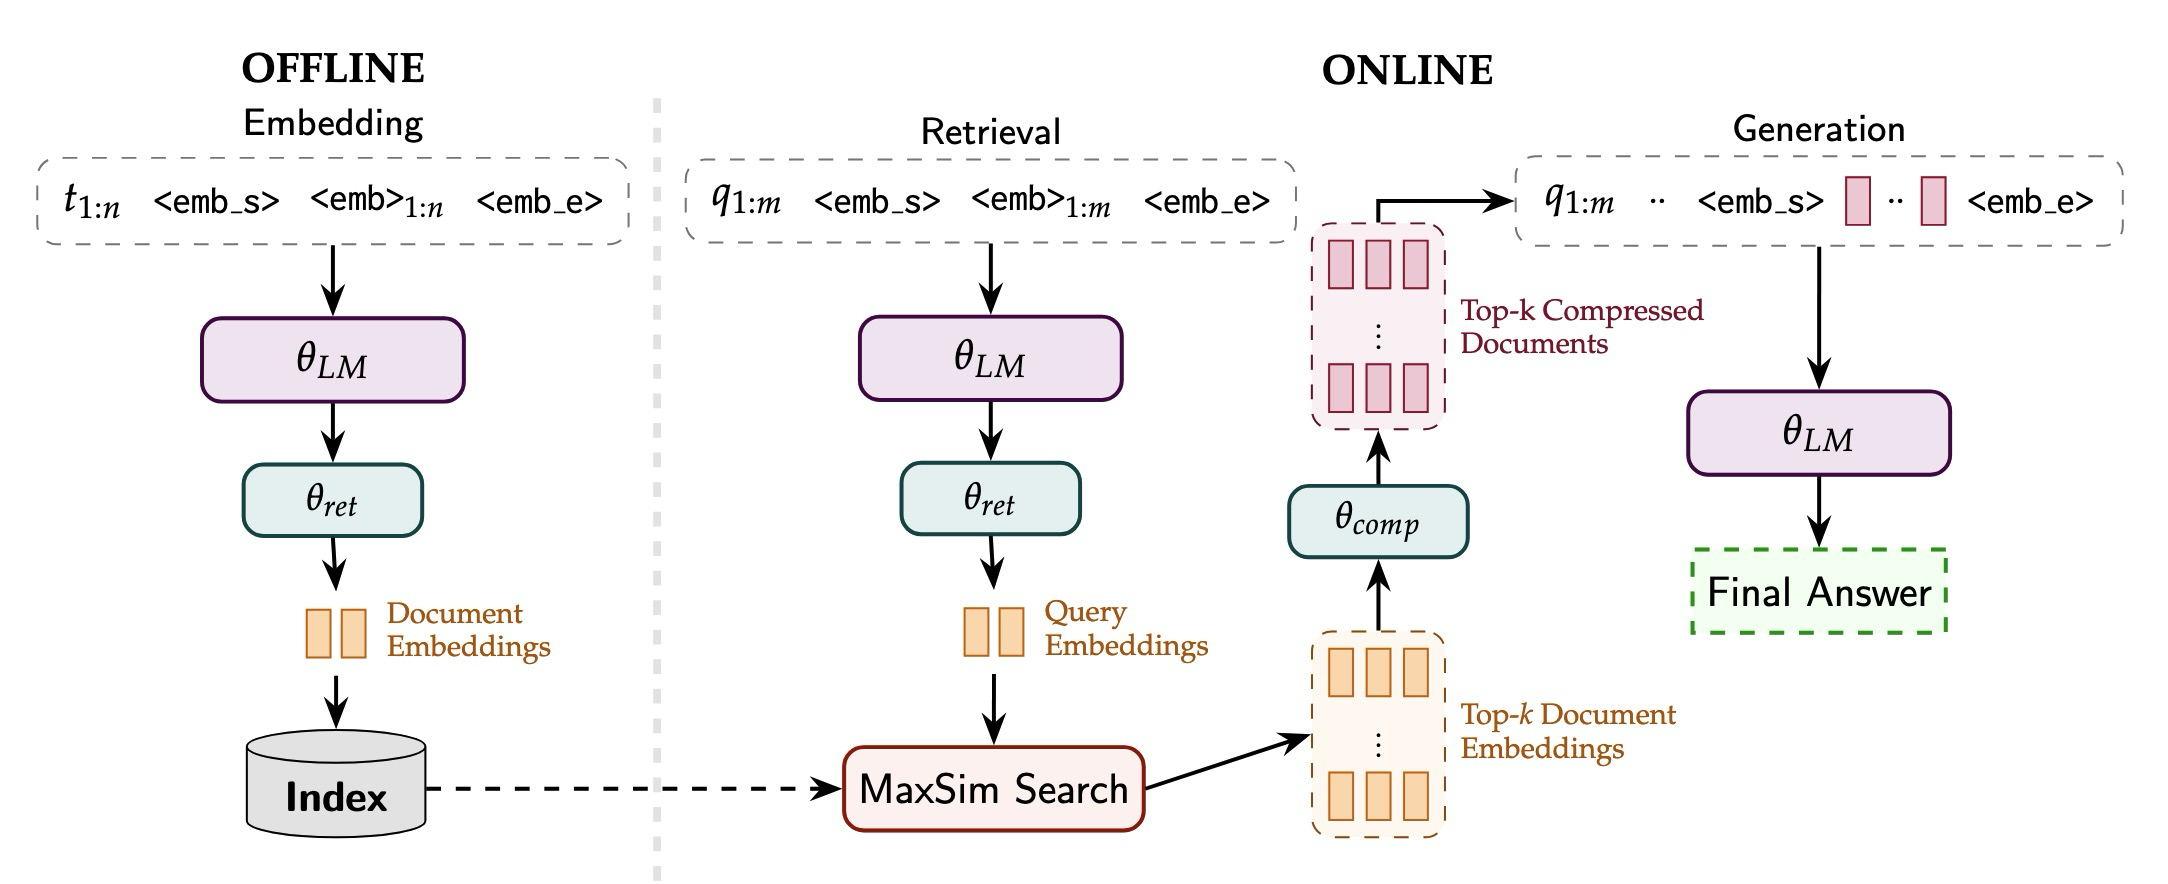 OFFLINE
Embedding
t1:n <emb_s> <emb>1:n <emb_e>
θLM
θret
Document
Embeddings
Index
ONLINE
Retrieval
q1:m <emb_s> <emb>1:m <emb_e>
θLM
θret
Query
Embeddings
MaxSim Search
Top-k Document
Embeddings
θcomp
Top-k Compressed
Documents
Generation
q1:m ·· <emb_s> ·· <emb_e>
θLM
Final Answer